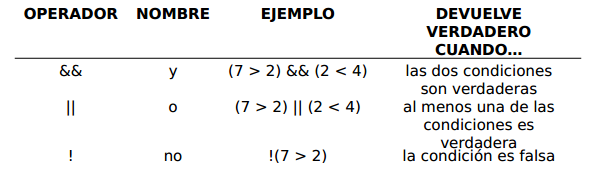 OPERADOR NOMBRE EJEMPLO DEVUELVE
VERDADERO
CUANDO...
&& y (7 > 2) && (2 < 4) las dos condiciones
son verdaderas
|| o (7 > 2) || (2 < 4) al menos una de las
condiciones es
verdadera
! no !(7 > 2) la condición es falsa